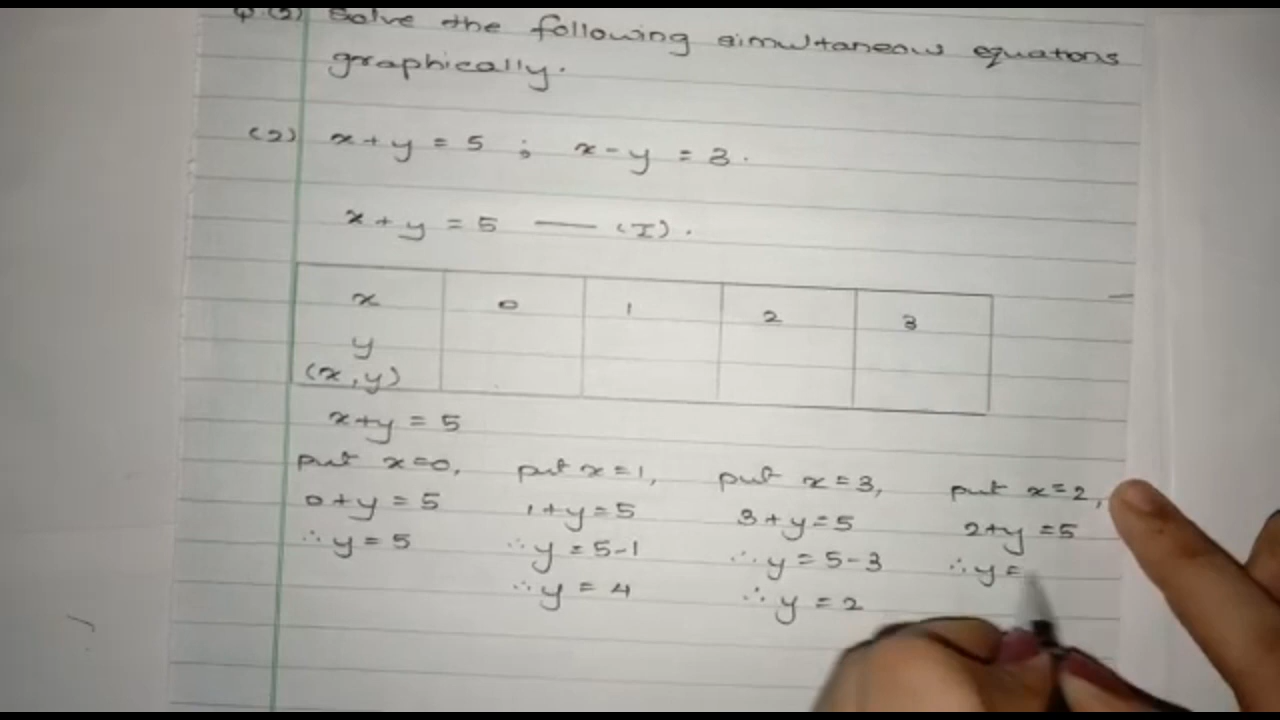 Q.(2) Solve the following simultaneous equations
graphically.
(2) x + y = 5 ; x - y = 3.
x + y = 5 — (I).
x 0 1 2 3
y
(x, y)
x+y = 5
put x=0, put x=1, put x=3, put x=2,
0+y=5 1+y=5 3+y=5 2+y=5
∴ y = 5 ∴ y = 5-1 ∴ y = 5-3 ∴ y =
∴ y = 4 ∴ y = 2